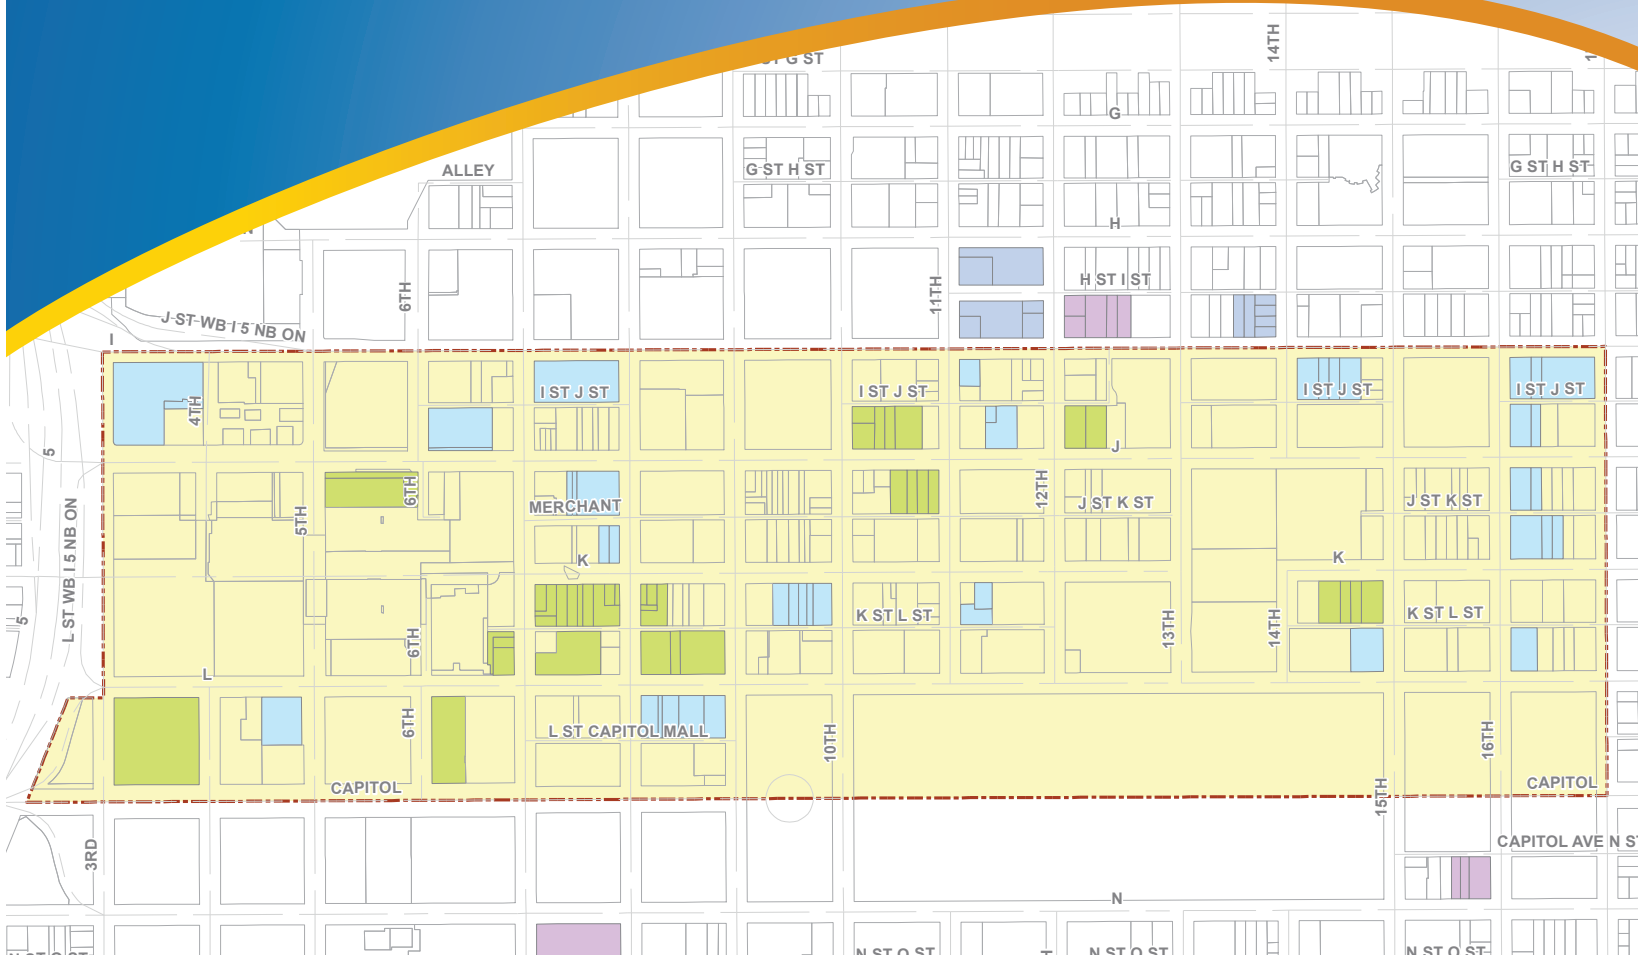 G ST
14TH
G
ALLEY
G ST H ST
G ST H ST
H
6TH
11TH
H ST I ST
J ST WB I 5 NB ON
I
4TH
I ST J ST
I ST J ST
I ST J ST
I ST J ST
J
5
L ST WB I 5 NB ON
5TH
6TH
MERCHANT
12TH
J ST K ST
J ST K ST
K
K
5
6TH
K ST L ST
13TH
14TH
K ST L ST
L
6TH
L ST CAPITOL MALL
10TH
16TH
CAPITOL
CAPITOL
15TH
3RD
CAPITOL AVE N ST
N
N ST O ST
N ST O ST
N ST O ST